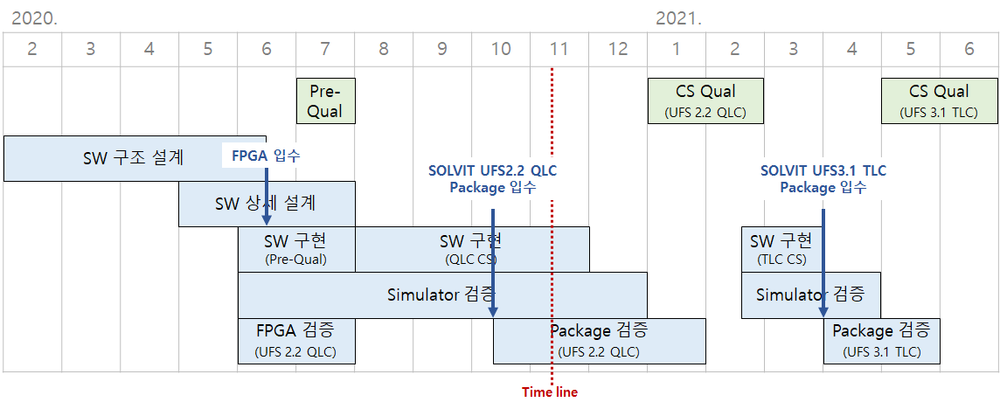 2020.
2021.
2 3 4 5 6 7 8 9 10 11 12 1 2 3 4 5 6
Pre-
Qual
CS Qual
(UFS 2.2 QLC)
CS Qual
(UFS 3.1 TLC)
SW 구조 설계
FPGA 입수
SOLVIT UFS2.2 QLC
Package 입수
SOLVIT UFS3.1 TLC
Package 입수
SW 상세 설계
SW 구현
(Pre-Qual)
SW 구현
(QLC CS)
SW 구현
(TLC CS)
Simulator 검증
Simulator 검증
FPGA 검증
(UFS 2.2 QLC)
Package 검증
(UFS 2.2 QLC)
Package 검증
(UFS 3.1 TLC)
Time line